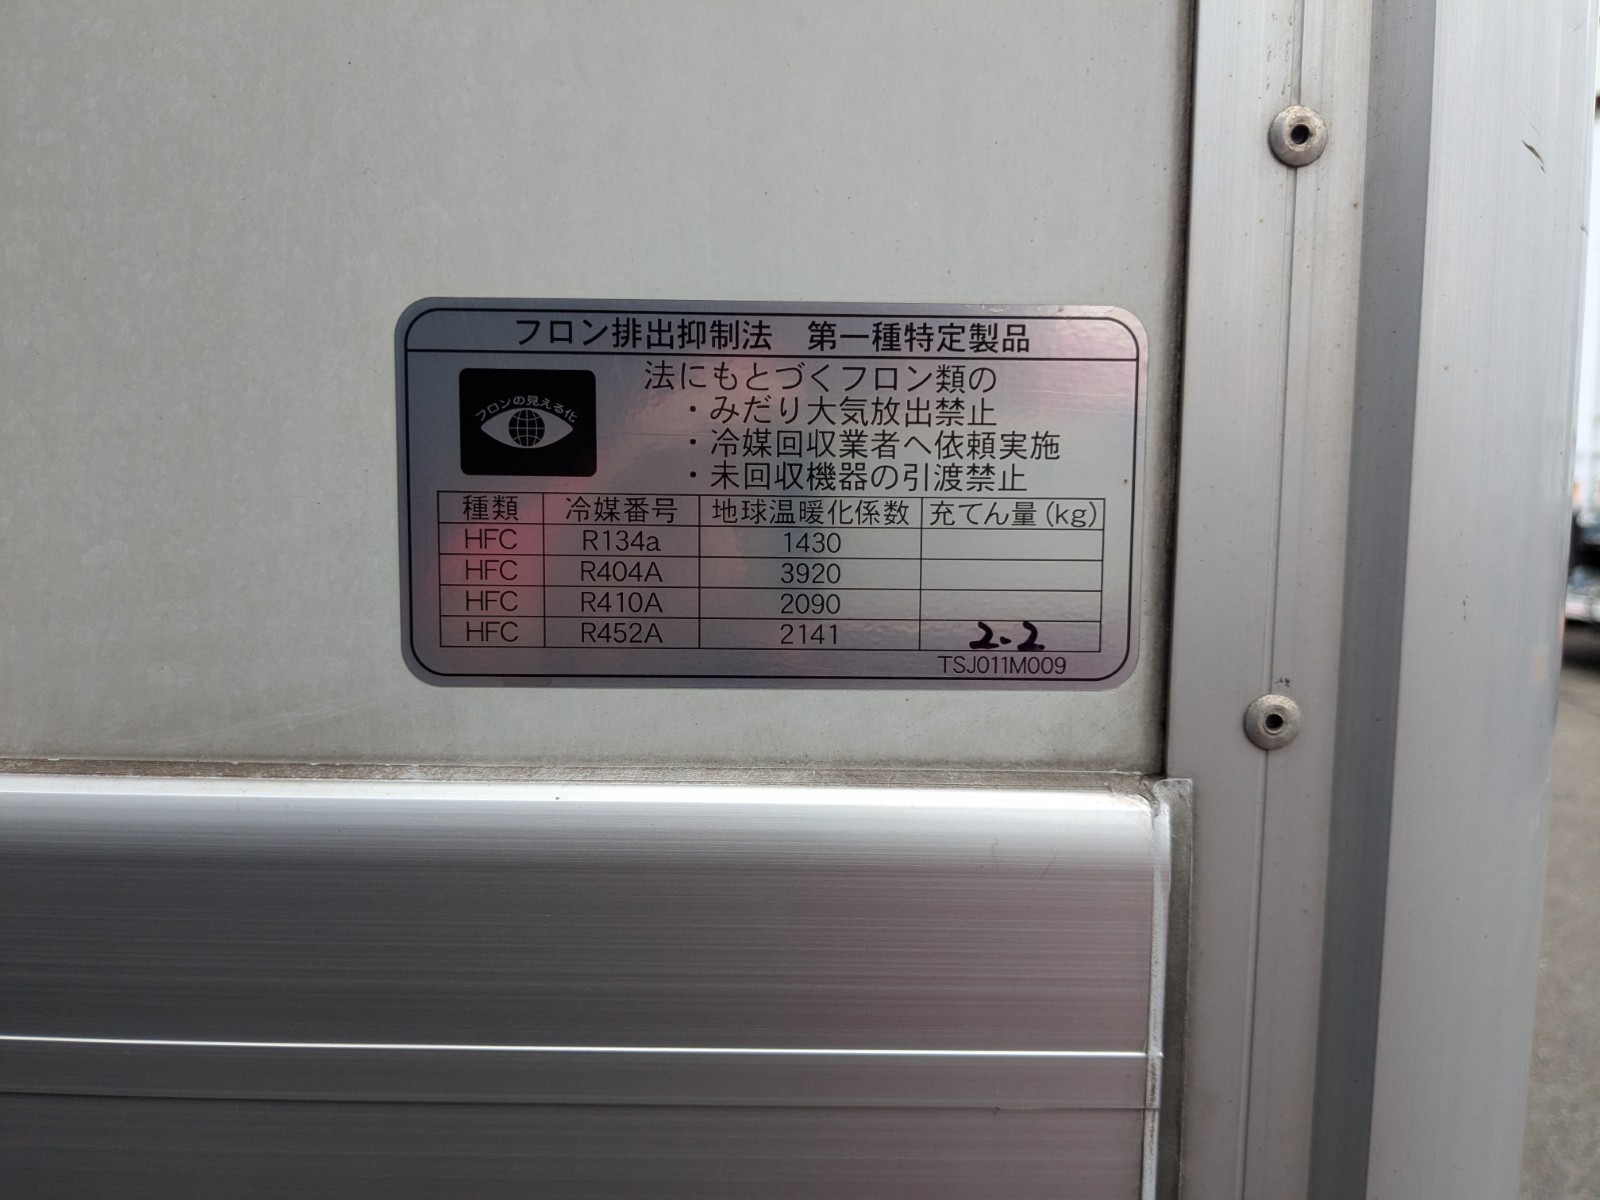 フロン排出抑制法　第一種特定製品
フロンの見える化
法にもとづくフロン類の
・みだり大気放出禁止
・冷媒回収業者へ依頼実施
・未回収機器の引渡禁止
種類 冷媒番号 地球温暖化係数 充てん量(kg)
HFC R134a 1430
HFC R404A 3920
HFC R410A 2090
HFC R452A 2141 2.2
TSJ011M009